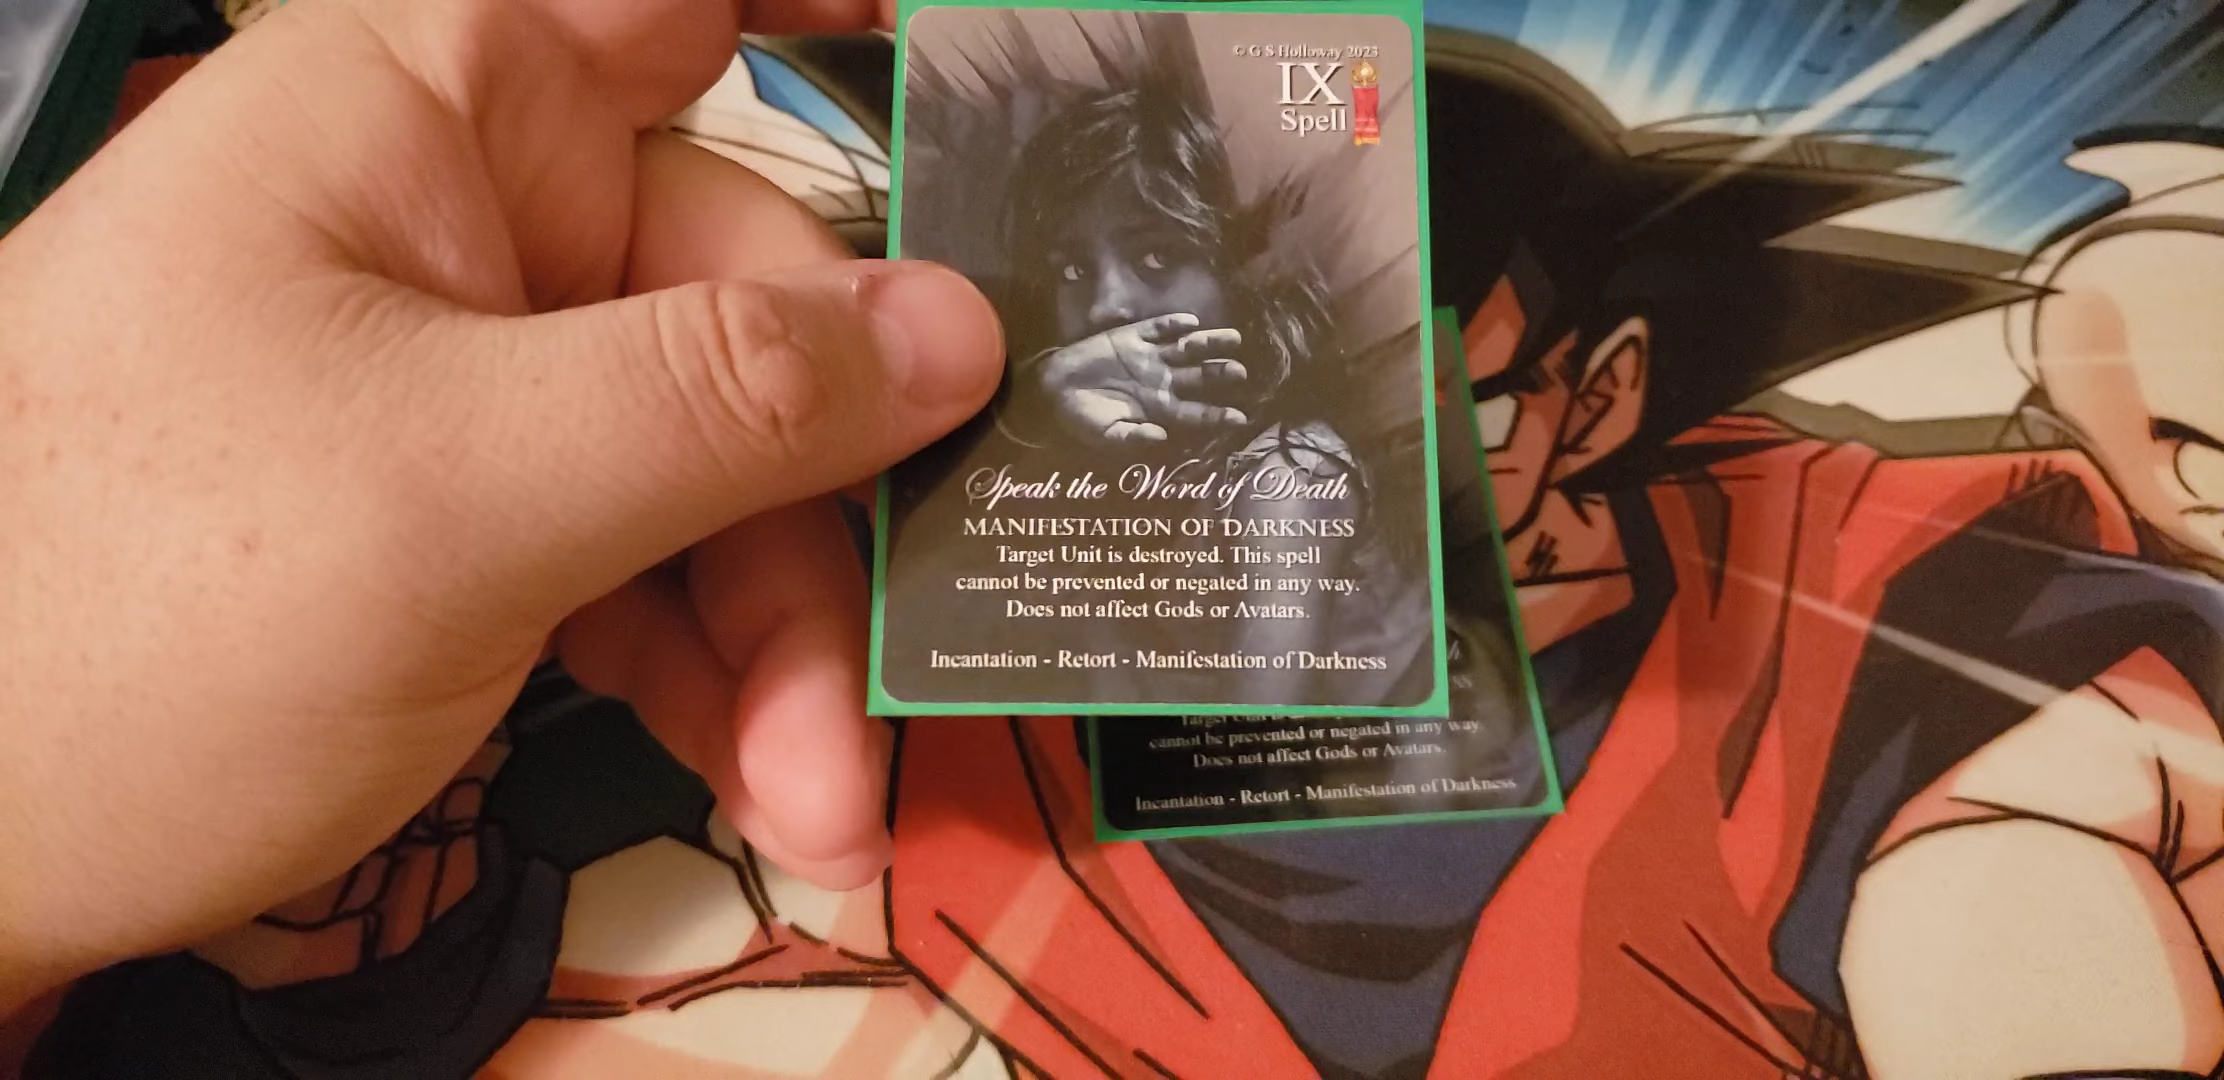 © G S Holloway 2023
IX
Spell
Speak the Word of Death
MANIFESTATION OF DARKNESS
Target Unit is destroyed. This spell
cannot be prevented or negated in any way.
Does not affect Gods or Avatars.
Incantation - Retort - Manifestation of Darkness
Target
cannot be prevented or negated in any way.
Does not affect Gods or Avatars.
Incantation - Retort - Manifestation of Darkness